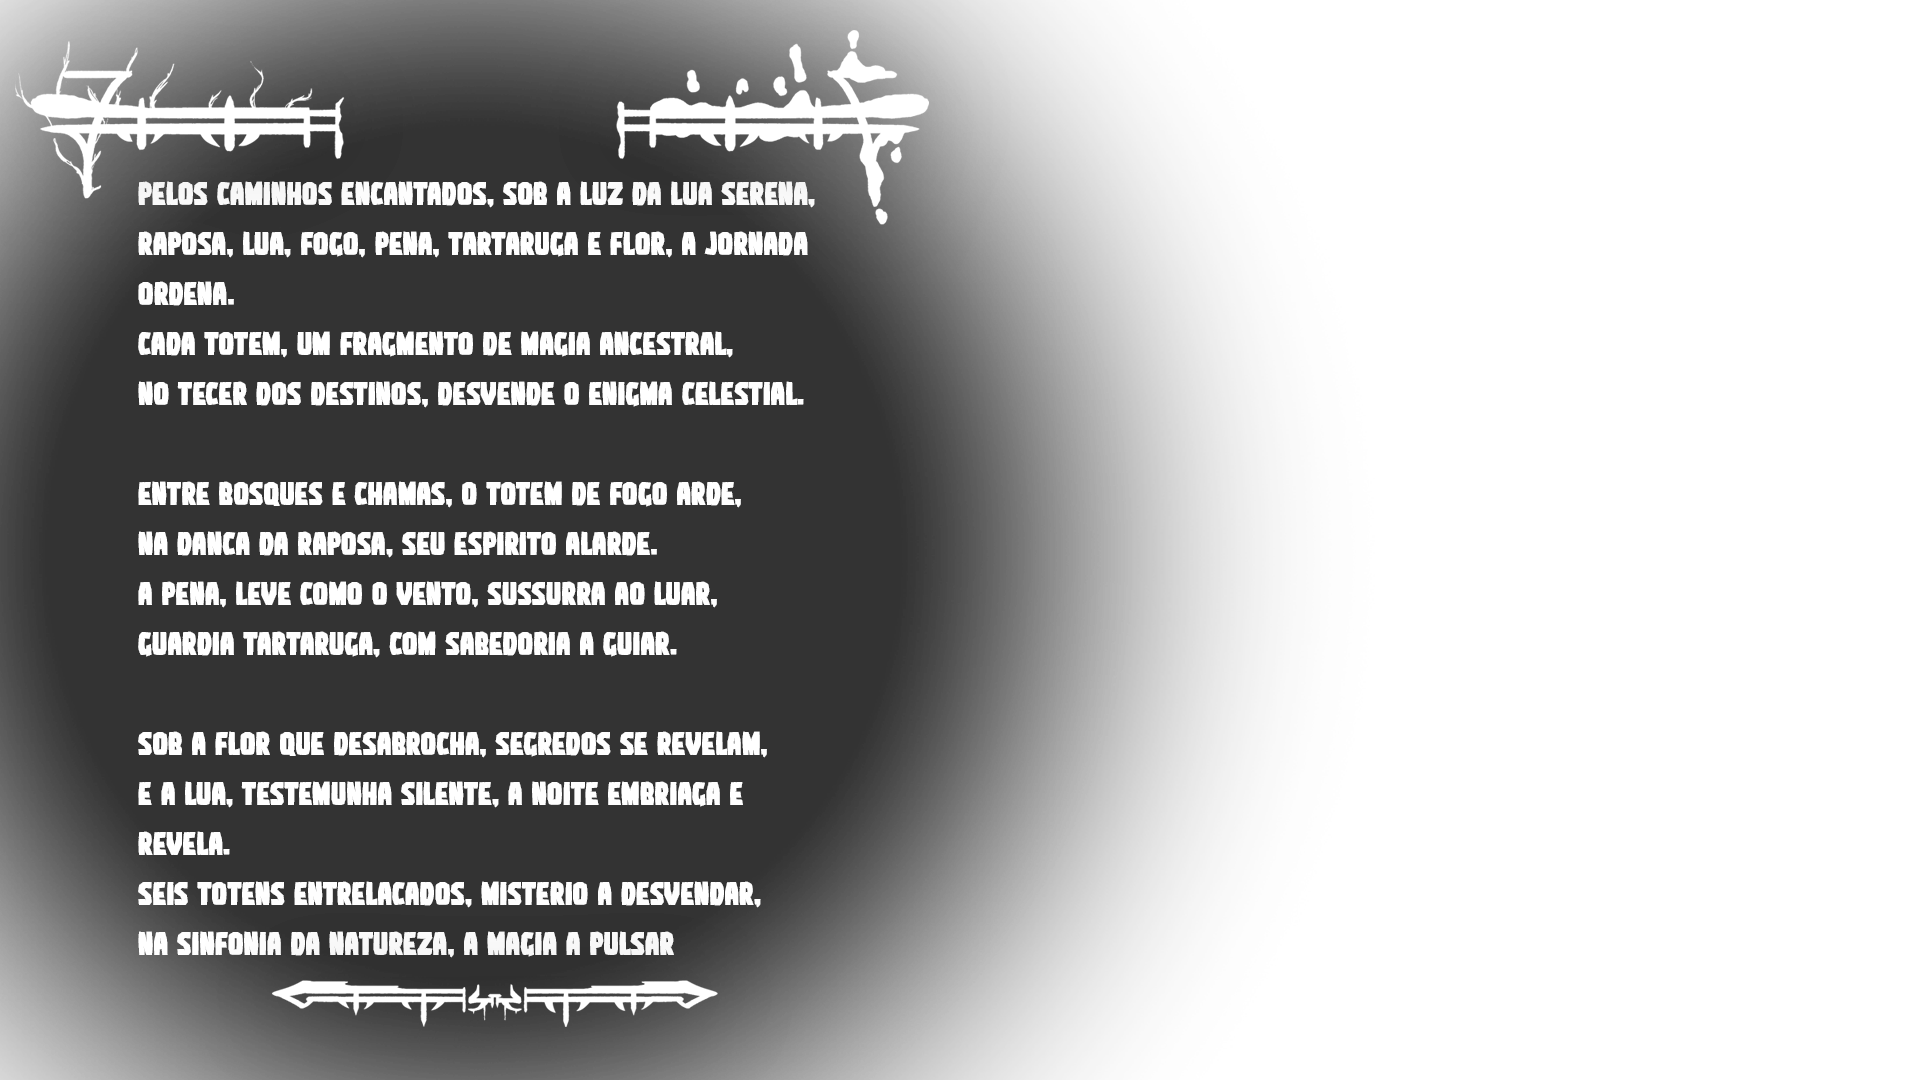 PELOS CAMINHOS ENCANTADOS, SOB A LUZ DA LUA SERENA,
RAPOSA, LUA, FOGO, PENA, TARTARUGA E FLOR, A JORNADA
ORDENA.
CADA TOTEM, UM FRAGMENTO DE MAGIA ANCESTRAL,
NO TECER DOS DESTINOS, DESVENDE O ENIGMA CELESTIAL.
ENTRE BOSQUES E CHAMAS, O TOTEM DE FOGO ARDE,
NA DANCA DA RAPOSA, SEU ESPIRITO ALARDE.
A PENA, LEVE COMO O VENTO, SUSSURRA AO LUAR,
GUARDIA TARTARUGA, COM SABEDORIA A GUIAR.
SOB A FLOR QUE DESABROCHA, SEGREDOS SE REVELAM,
E A LUA, TESTEMUNHA SILENTE, A NOITE EMBRIAGA E
REVELA.
SEIS TOTENS ENTRELACADOS, MISTERIO A DESVENDAR,
NA SINFONIA DA NATUREZA, A MAGIA A PULSAR